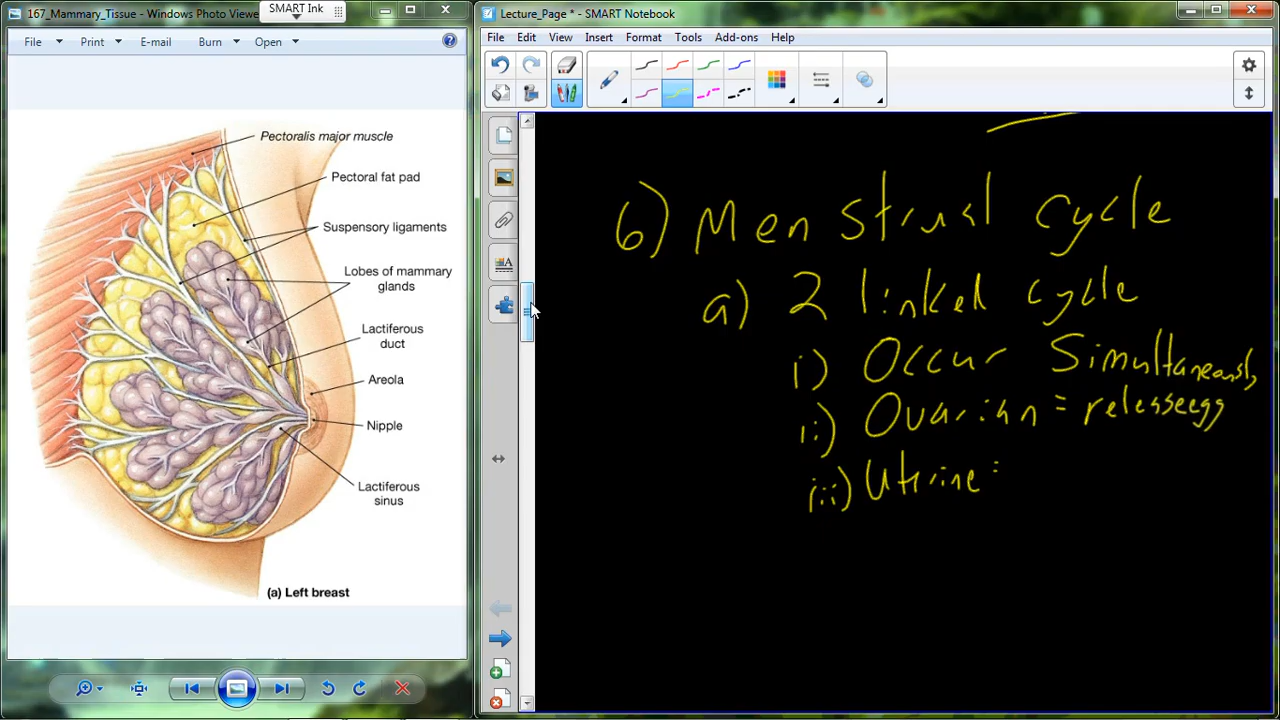 167_Mammary_Tissue - Windows Photo Viewer
SMART Ink
File Print E-mail Burn Open
Pectoralis major muscle
Pectoral fat pad
Suspensory ligaments
Lobes of mammary
glands
Lactiferous
duct
Areola
Nipple
Lactiferous
sinus
(a) Left breast
Lecture_Page * - SMART Notebook
File Edit View Insert Format Tools Add-ons Help
6) Menstrual cycle
a) 2 linked cycle
i) Occur Simultaneously
ii) Ovarian = releaseegg
iii) Uterine =